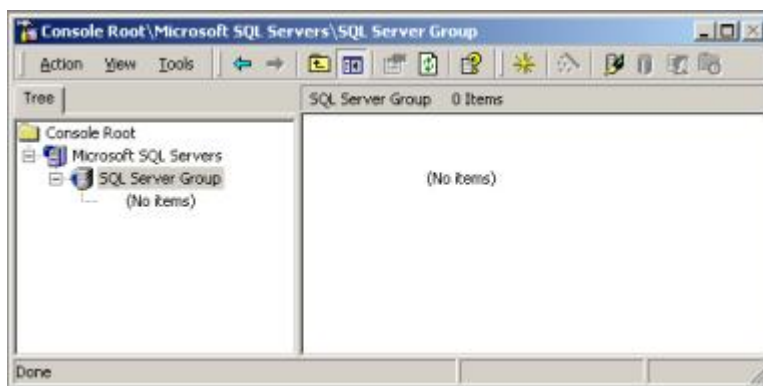 Console Root\Microsoft SQL Servers\SQL Server Group
Action View Tools
Tree
SQL Server Group 0 Items
Console Root
Microsoft SQL Servers
SQL Server Group
(No items)
(No items)
Done